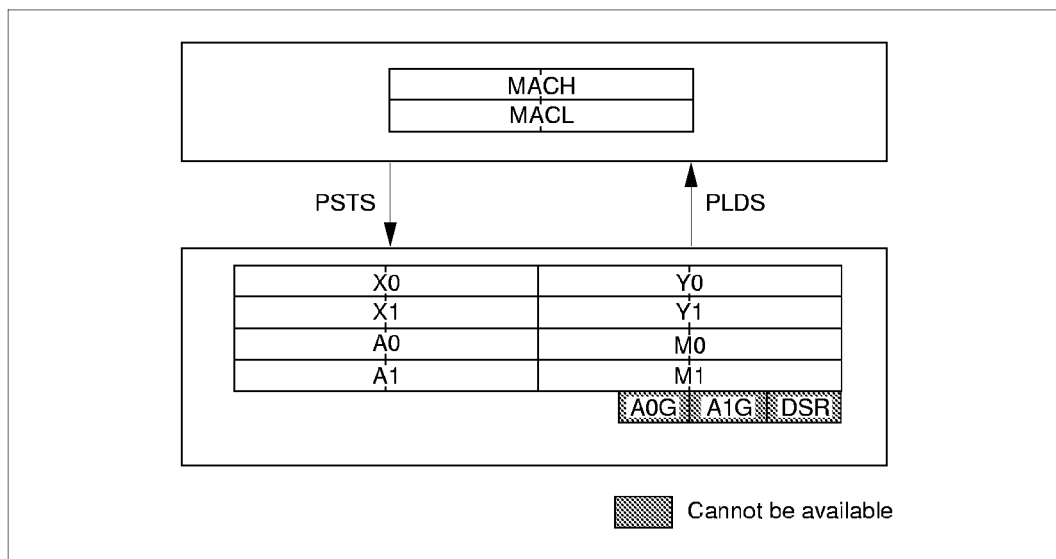 MACH
MACL
PSTS PLDS
X0 Y0
X1 Y1
A0 M0
A1 M1
A0G A1G DSR
Cannot be available